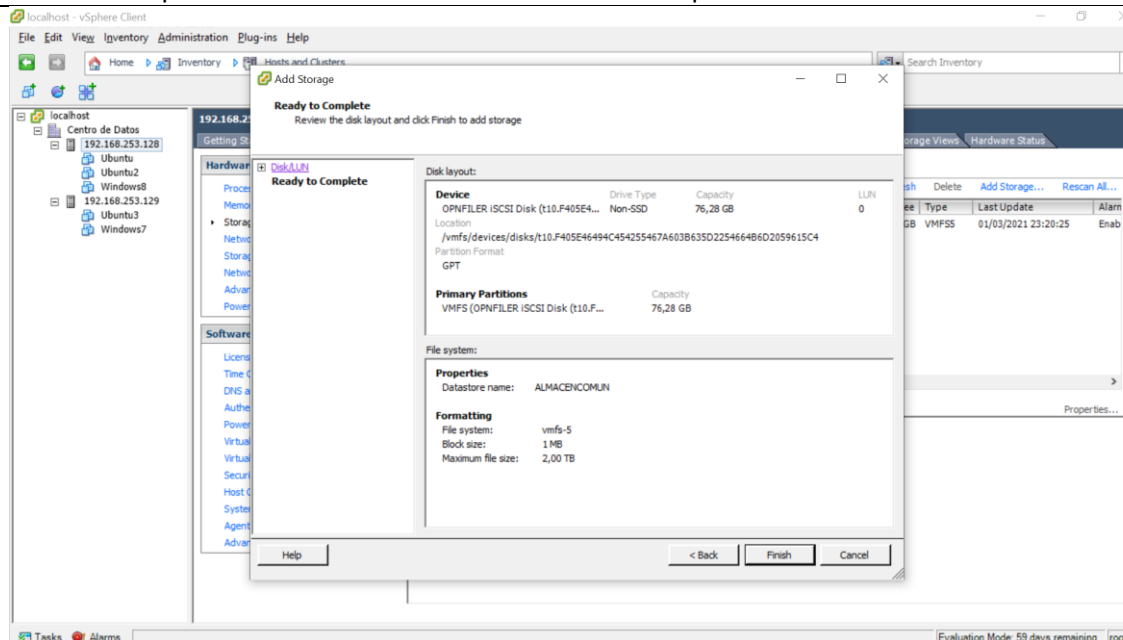 localhost - vSphere Client
File Edit View Inventory Administration Plug-ins Help
Home Inventory Hosts and Clusters
Search Inventory
localhost
Centro de Datos
192.168.253.128
Ubuntu
Ubuntu2
Windows8
192.168.253.129
Ubuntu3
Windows7
Getting
Storage Views Hardware Status
Delete Add Storage... Rescan All...
Type Last Update
GB VMFS5 01/03/2021 23:20:25
Properties...
Add Storage
Ready to Complete
Review the disk layout and click Finish to add storage
Disk/LUN
Ready to Complete
Disk layout:
Device Drive Type Capacity LUN
OPNFILER iSCSI Disk (t10.F405E4... Non-SSD 76,28 GB 0
Location
/vmfs/devices/disks/t10.F405E46494C454255467A603B635D2254664B6D2059615C4
Partition Format
GPT
Primary Partitions Capacity
VMFS (OPNFILER iSCSI Disk (t10.F... 76,28 GB
File system:
Properties
Datastore name: ALMACENCOMUN
Formatting
File system: vmfs-5
Block size: 1 MB
Maximum file size: 2,00 TB
Help < Back Finish Cancel
Tasks Alarms
Evaluation Mode: 59 days remaining